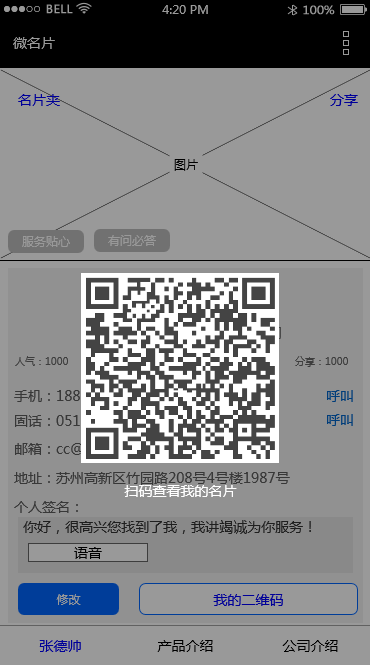 BELL 4:20 PM 100%
微名片
名片夹 分享
图片
服务贴心 有问必答
人气：1000 分享：1000
手机：188 呼叫
固话：051 呼叫
邮箱：cc@
地址：苏州高新区竹园路208号4号楼1987号
扫码查看我的名片
个人签名：
你好，很高兴您找到了我，我讲竭诚为你服务！
语音
修改 我的二维码
张德帅 产品介绍 公司介绍